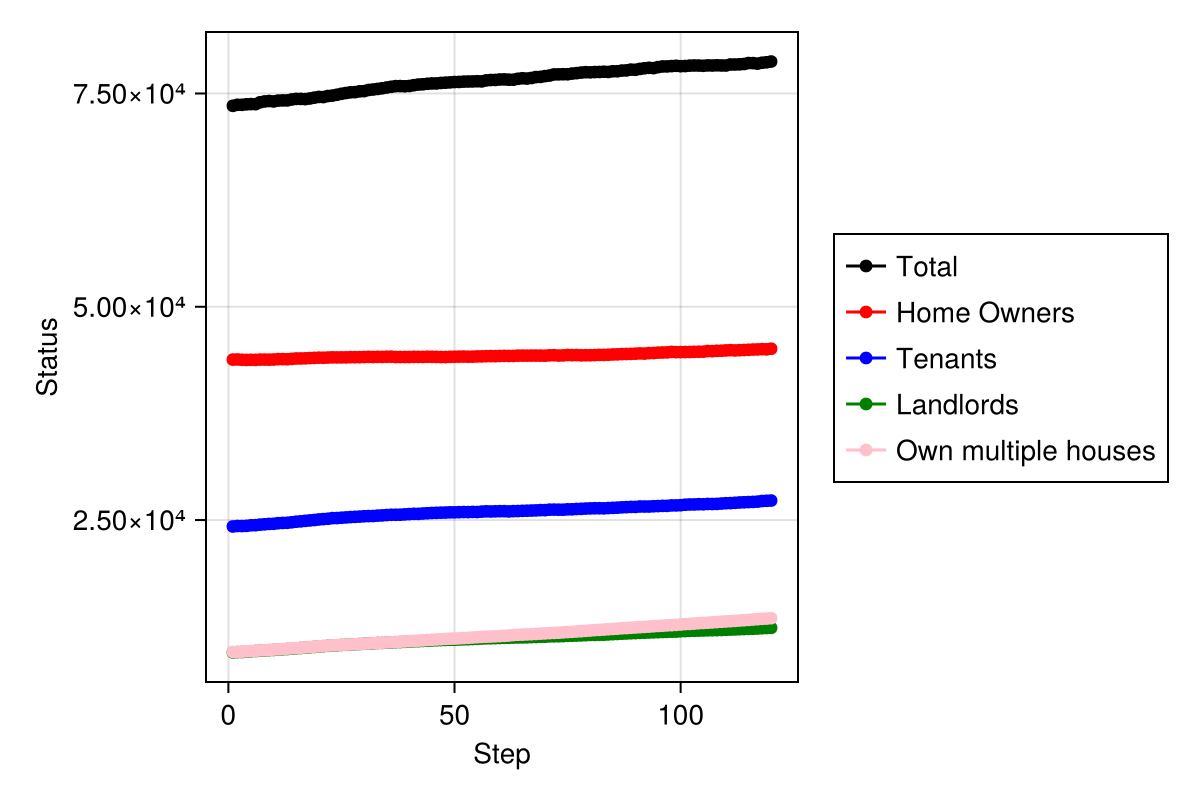 7.50×10⁴
5.00×10⁴
2.50×10⁴
Status
0 50 100
Step
Total
Home Owners
Tenants
Landlords
Own multiple houses